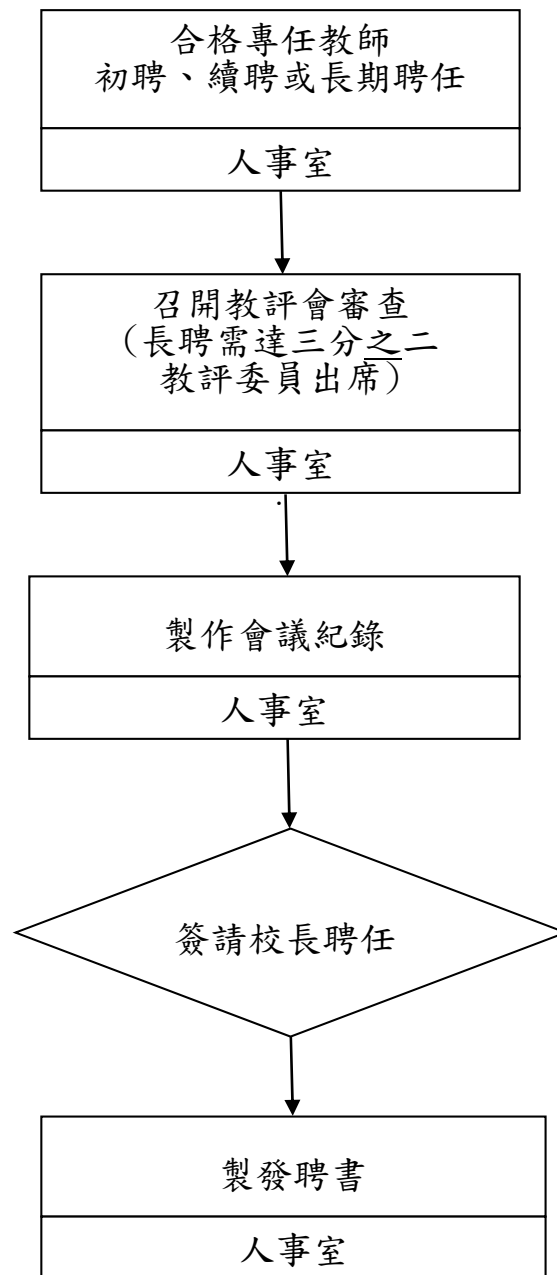 合格專任教師
初聘、續聘或長期聘任
人事室
召開教評會審查
（長聘需達三分之二
教評委員出席）
人事室
製作會議紀錄
人事室
簽請校長聘任
製發聘書
人事室